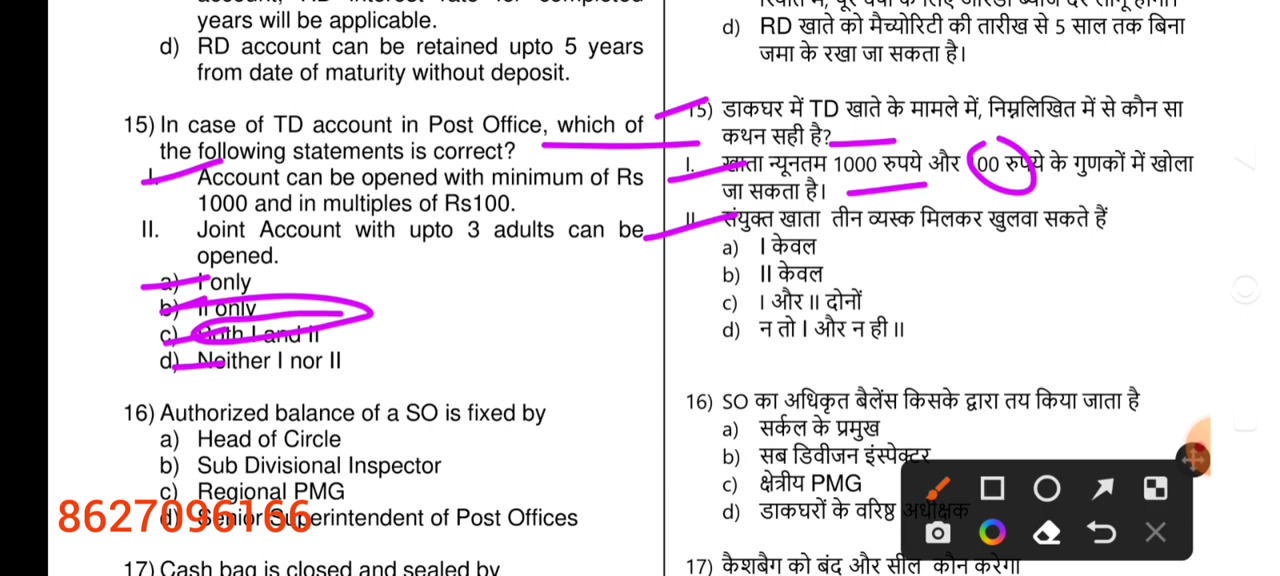 years will be applicable.
d) RD account can be retained upto 5 years
from date of maturity without deposit.
15) In case of TD account in Post Office, which of
the following statements is correct?
I. Account can be opened with minimum of Rs
1000 and in multiples of Rs100.
II. Joint Account with upto 3 adults can be
opened.
a) I only
b) II only
c) Both I and II
d) Neither I nor II
16) Authorized balance of a SO is fixed by
a) Head of Circle
b) Sub Divisional Inspector
c) Regional PMG
d) Senior Superintendent of Post Offices
8627096166
17) Cash bag is closed and sealed by
d) RD खाते को मैच्योरिटी की तारीख से 5 साल तक बिना
जमा के रखा जा सकता है।
15) डाकघर में TD खाते के मामले में, निम्नलिखित में से कौन सा
कथन सही है?
I. खाता न्यूनतम 1000 रुपये और 100 रुपये के गुणकों में खोला
जा सकता है।
II. संयुक्त खाता तीन व्यस्क मिलकर खुलवा सकते हैं
a) I केवल
b) II केवल
c) I और II दोनों
d) न तो I और न ही II
16) SO का अधिकृत बैलेंस किसके द्वारा तय किया जाता है
a) सर्कल के प्रमुख
b) सब डिवीजन इंस्पेक्टर
c) क्षेत्रीय PMG
d) डाकघरों के वरिष्ठ अधीक्षक
17) कैशबैग को बंद और सील कौन करेगा